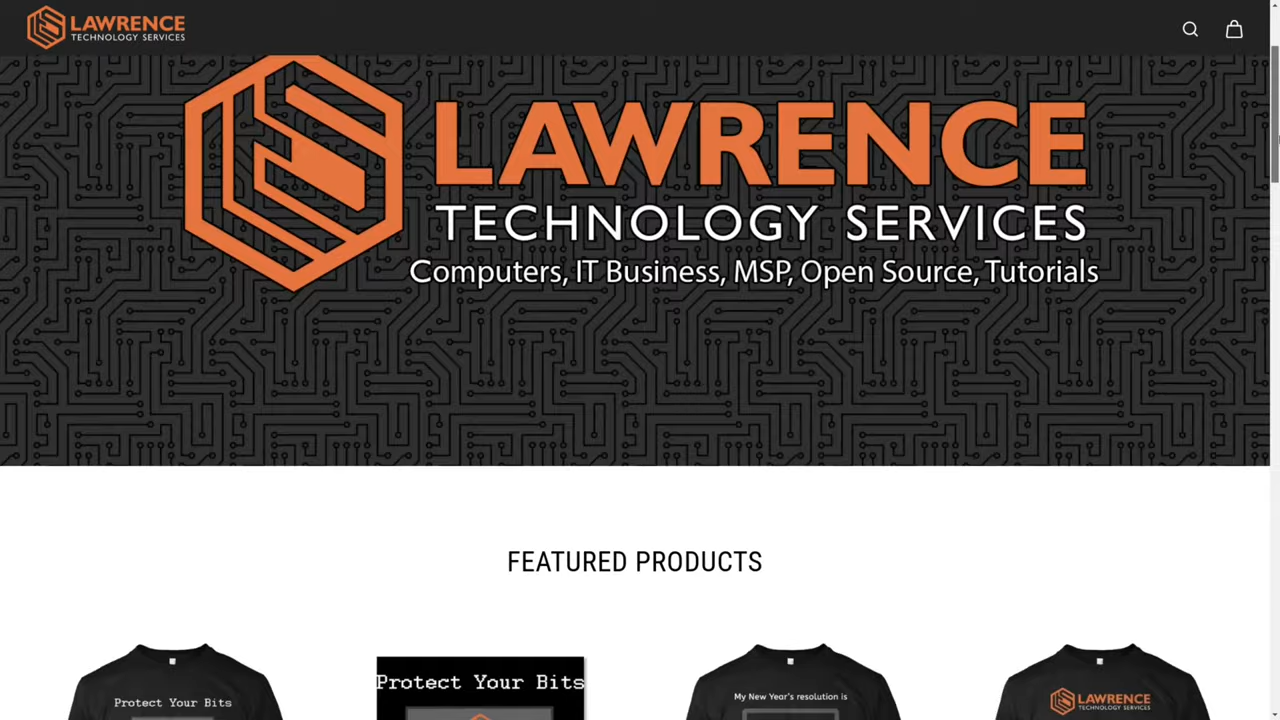 LAWRENCE
TECHNOLOGY SERVICES
LAWRENCE
TECHNOLOGY SERVICES
Computers, IT Business, MSP, Open Source, Tutorials
FEATURED PRODUCTS
Protect Your Bits
Protect Your Bits
My New Year's resolution is
LAWRENCE
TECHNOLOGY SERVICES